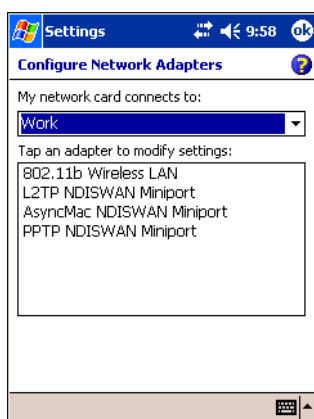 Settings 9:58 ok
Configure Network Adapters ?
My network card connects to:
Work
Tap an adapter to modify settings:
802.11b Wireless LAN
L2TP NDISWAN Miniport
AsyncMac NDISWAN Miniport
PPTP NDISWAN Miniport